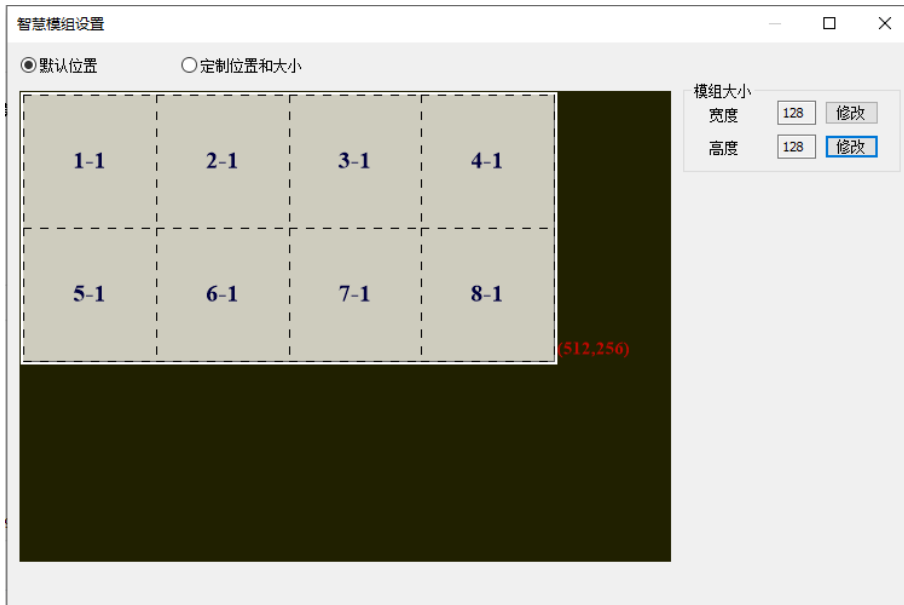 智慧模组设置
默认位置 定制位置和大小
模组大小
宽度 128 修改
高度 128 修改
1-1 2-1 3-1 4-1
5-1 6-1 7-1 8-1
(512,256)